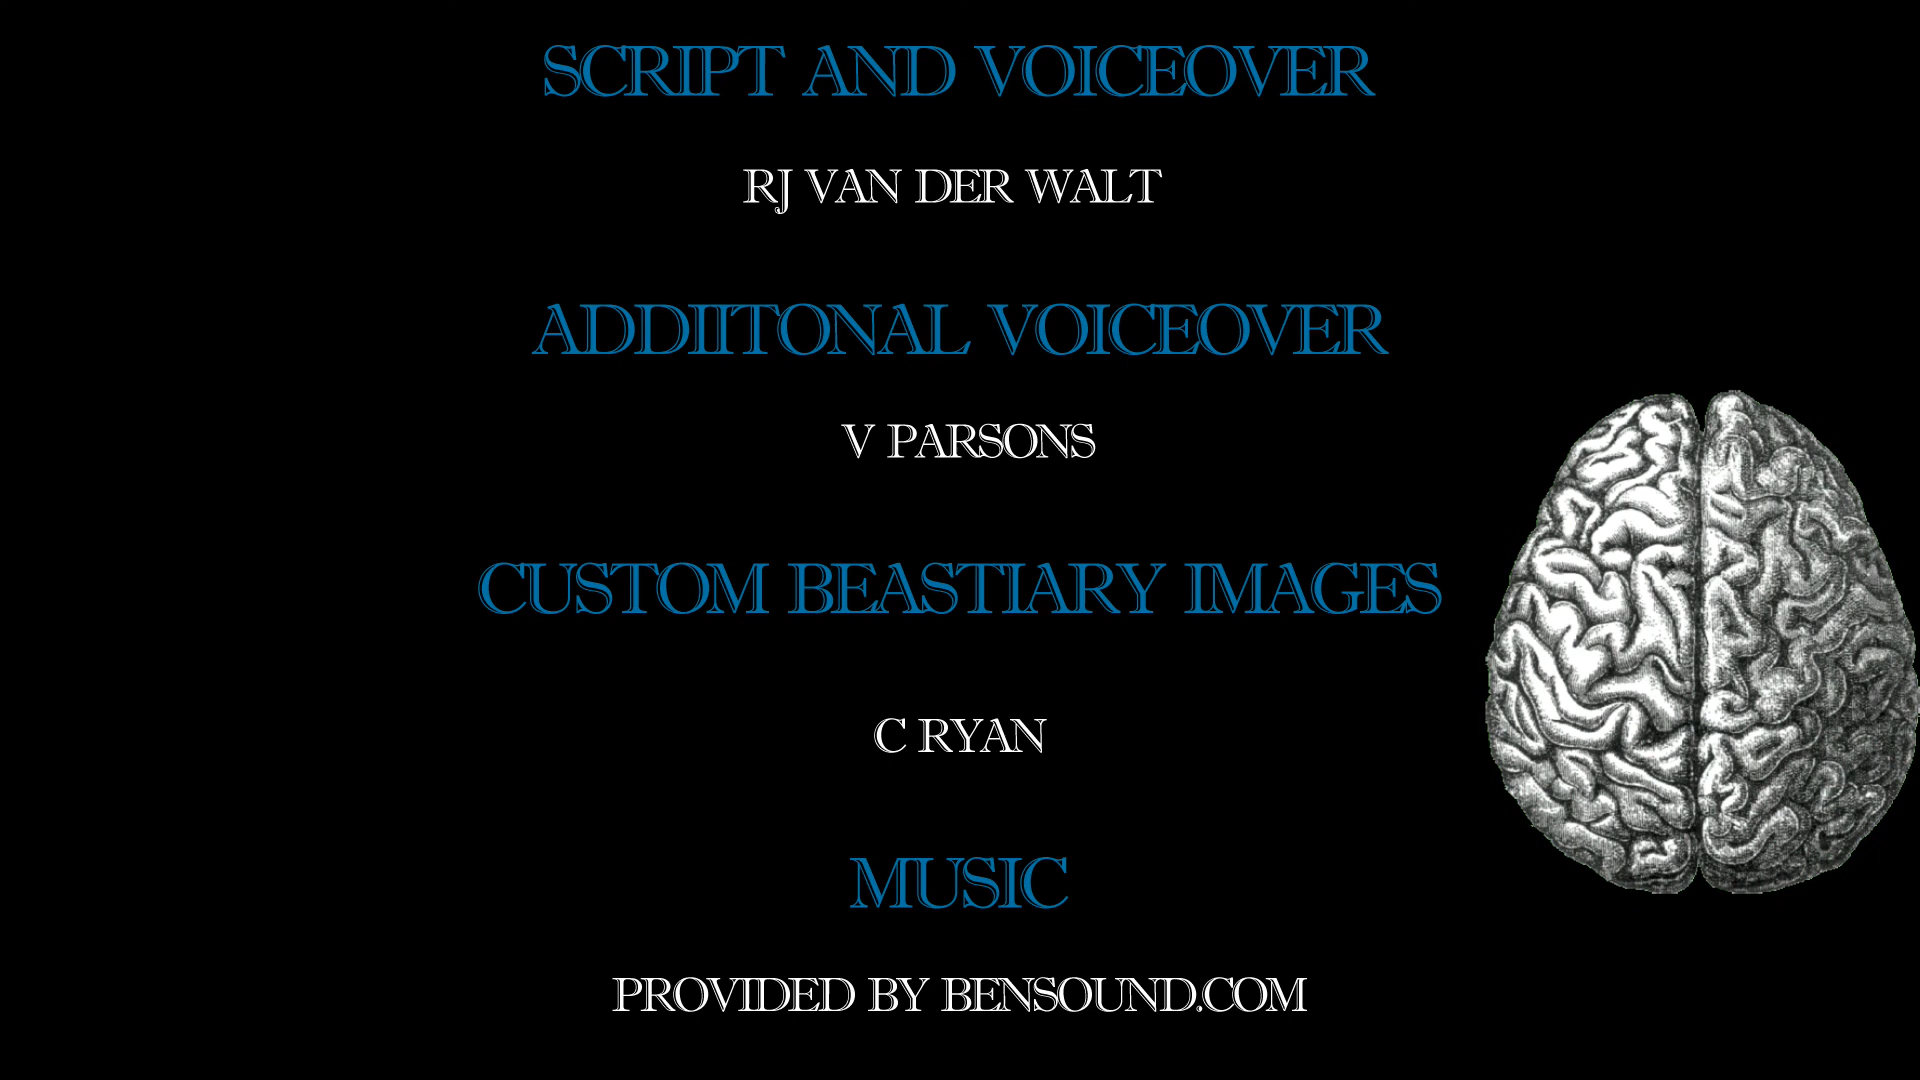 SCRIPT AND VOICEOVER
RJ VAN DER WALT
ADDIITONAL VOICEOVER
V PARSONS
CUSTOM BEASTIARY IMAGES
C RYAN
MUSIC
PROVIDED BY BENSOUND.COM